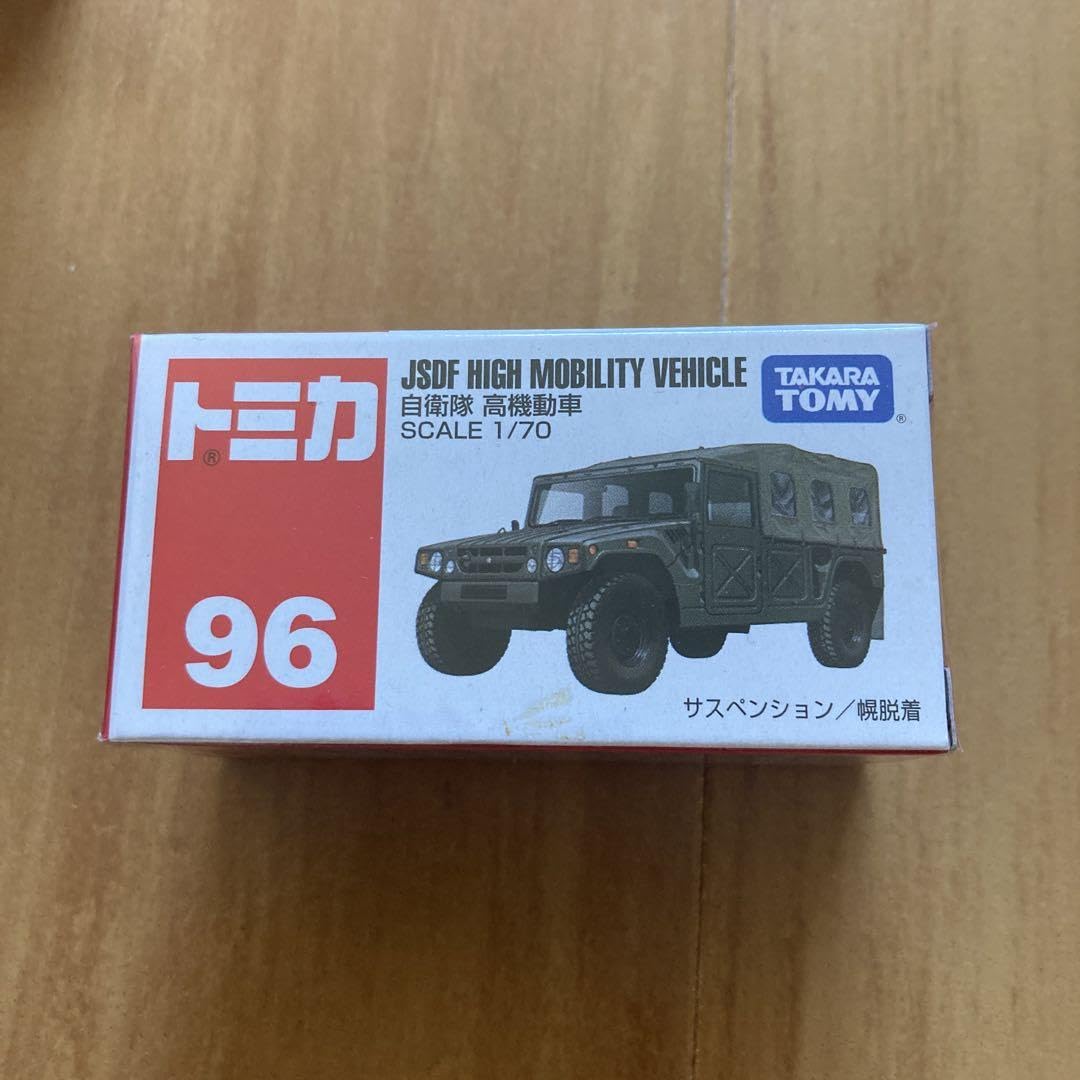 トミカ®
96
JSDF HIGH MOBILITY VEHICLE
自衛隊 高機動車
SCALE 1/70
TAKARA
TOMY®
サスペンション/幌脱着